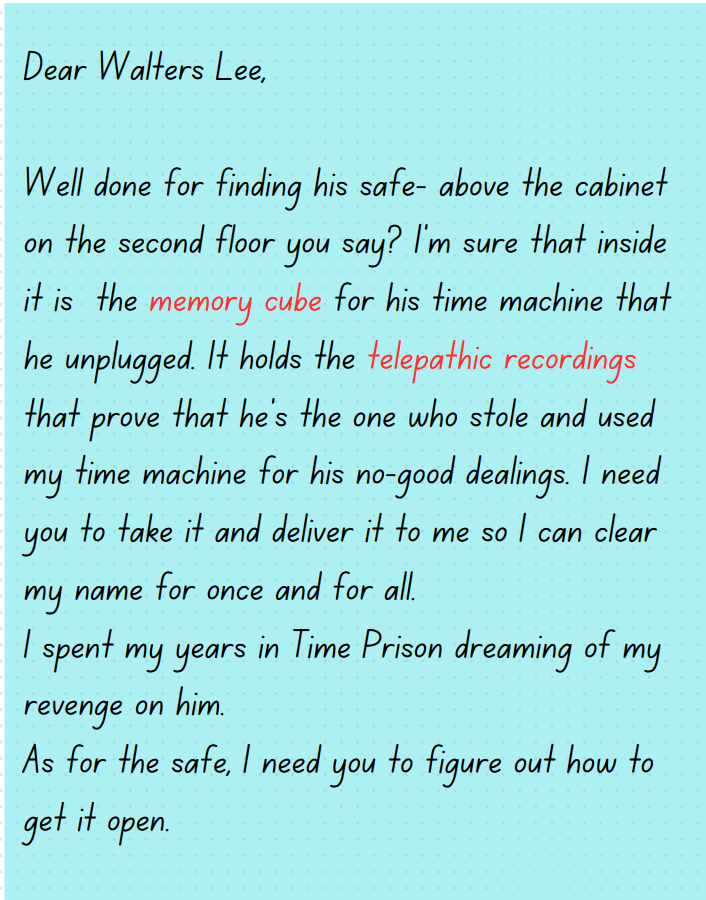 Dear Walters Lee,
Well done for finding his safe- above the cabinet
on the second floor you say? I'm sure that inside
it is  the memory cube for his time machine that
he unplugged. It holds the telepathic recordings
that prove that he's the one who stole and used
my time machine for his no-good dealings. I need
you to take it and deliver it to me so I can clear
my name for once and for all.
I spent my years in Time Prison dreaming of my
revenge on him.
As for the safe, I need you to figure out how to
get it open.